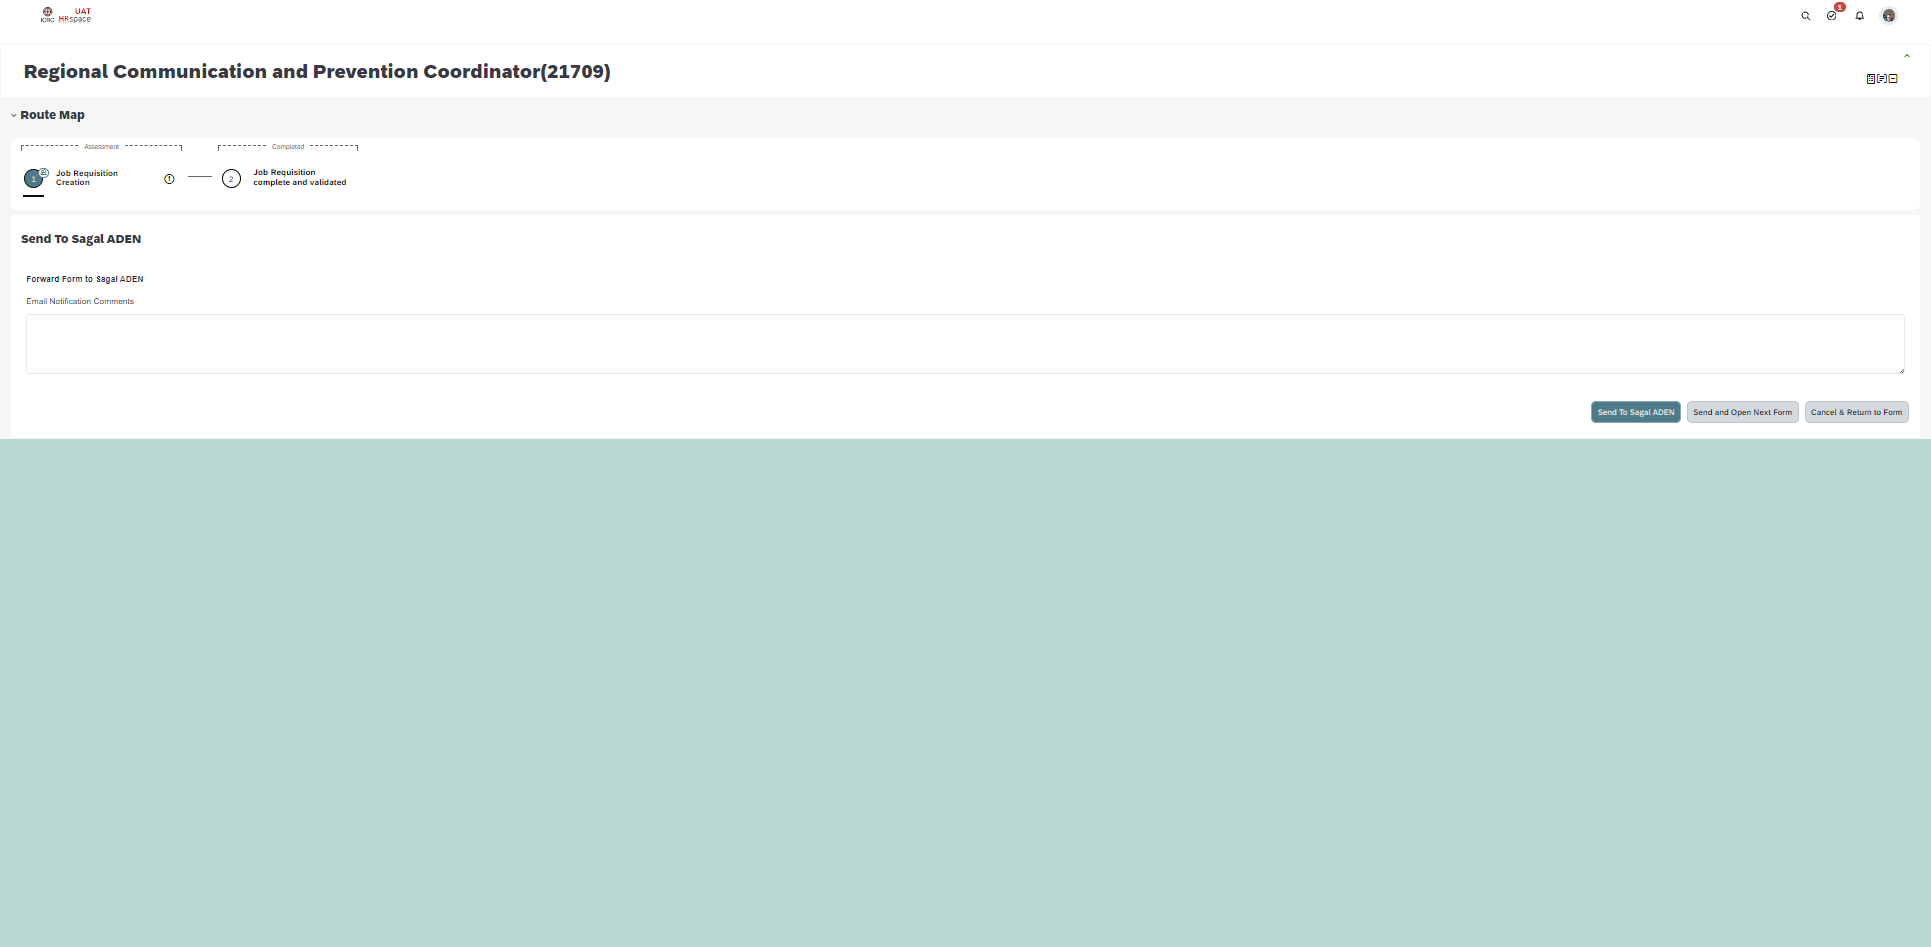 UAT
ICRC HRspace
1
Regional Communication and Prevention Coordinator(21709)
Route Map
Assessment
Completed
1
Job Requisition
Creation
2
Job Requisition
complete and validated
Send To Sagal ADEN
Forward Form to Sagal ADEN
Email Notification Comments
Send To Sagal ADEN
Send and Open Next Form
Cancel & Return to Form